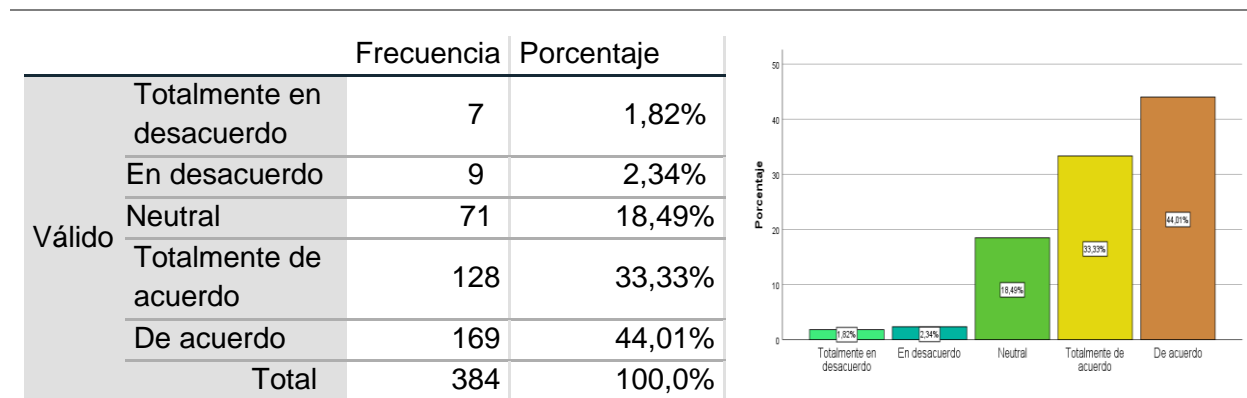 Frecuencia Porcentaje
Válido
Totalmente en
desacuerdo 7 1,82%
En desacuerdo 9 2,34%
Neutral 71 18,49%
Totalmente de
acuerdo 128 33,33%
De acuerdo 169 44,01%
Total 384 100,0%
Porcentaje
50
40
30
20
10
0
1,82%
2,34%
18,49%
33,33%
44,01%
Totalmente en
desacuerdo
En desacuerdo
Neutral
Totalmente de
acuerdo
De acuerdo